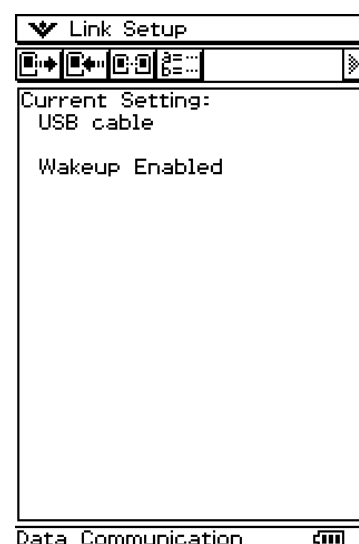 Link Setup
Current Setting:
USB cable
Wakeup Enabled
Data Communication